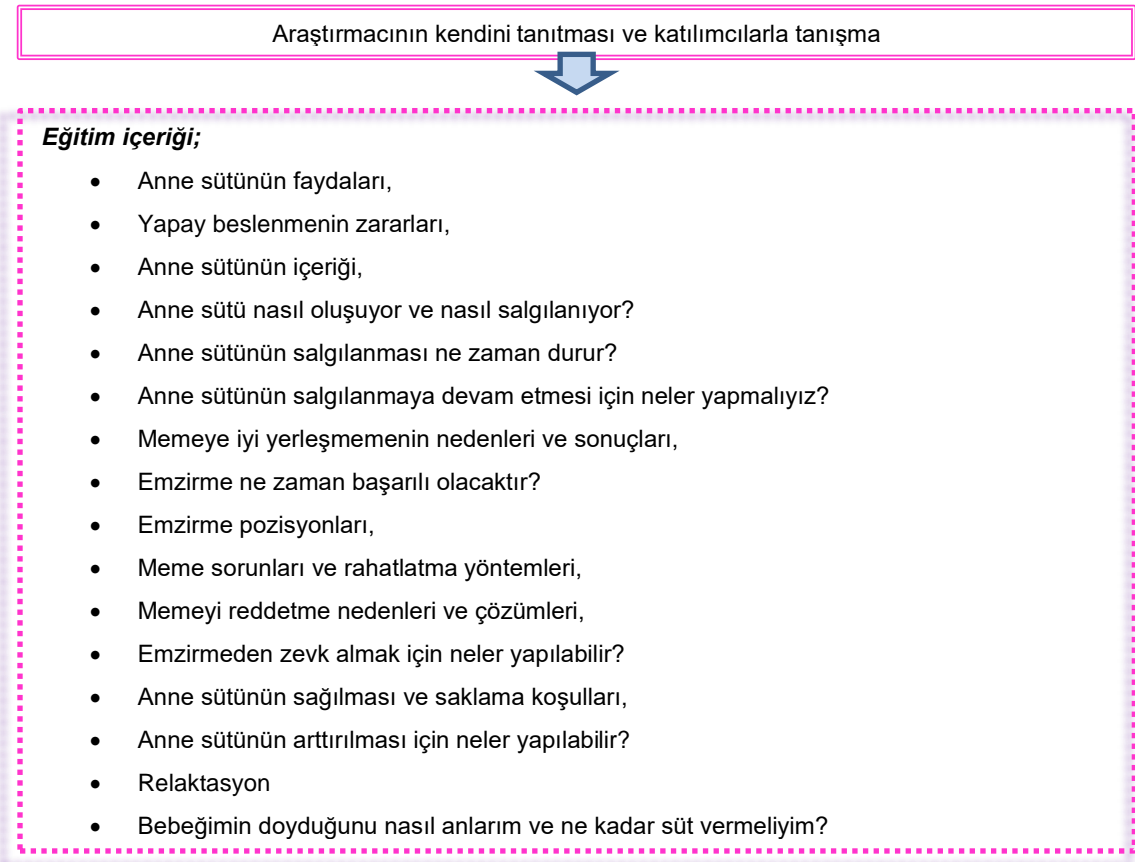 Araştırmacının kendini tanıtması ve katılımcılarla tanışma
Eğitim içeriği;
• Anne sütünün faydaları,
• Yapay beslenmenin zararları,
• Anne sütünün içeriği,
• Anne sütü nasıl oluşuyor ve nasıl salgılanıyor?
• Anne sütünün salgılanması ne zaman durur?
• Anne sütünün salgılanmaya devam etmesi için neler yapmalıyız?
• Memeye iyi yerleşmemenin nedenleri ve sonuçları,
• Emzirme ne zaman başarılı olacaktır?
• Emzirme pozisyonları,
• Meme sorunları ve rahatlatma yöntemleri,
• Memeyi reddetme nedenleri ve çözümleri,
• Emzirmeden zevk almak için neler yapılabilir?
• Anne sütünün sağılması ve saklama koşulları,
• Anne sütünün arttırılması için neler yapılabilir?
• Relaktasyon
• Bebeğimin doyduğunu nasıl anlarım ve ne kadar süt vermeliyim?